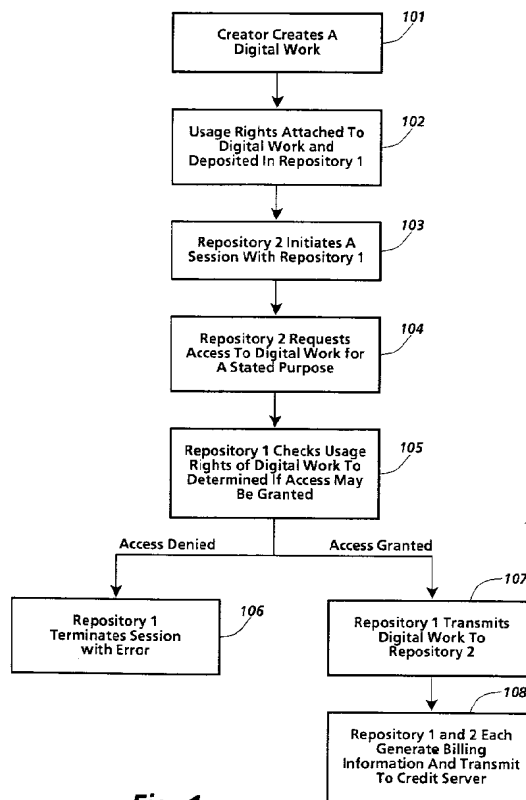 Creator Creates A
Digital Work
101
Usage Rights Attached To
Digital Work and
Deposited In Repository 1
102
Repository 2 Initiates A
Session With Repository 1
103
Repository 2 Requests
Access To Digital Work for
A Stated Purpose
104
Repository 1 Checks Usage
Rights of Digital Work To
Determined If Access May
Be Granted
105
Access Denied
Access Granted
Repository 1
Terminates Session
with Error
106
Repository 1 Transmits
Digital Work To
Repository 2
107
Repository 1 and 2 Each
Generate Billing
Information And Transmit
To Credit Server
108
Fig. 1